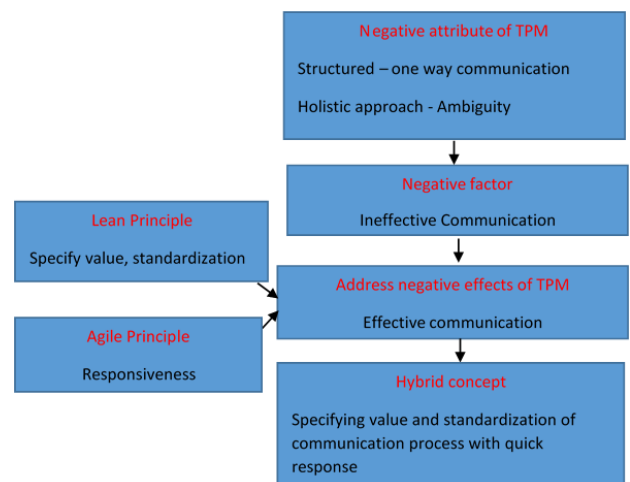 Negative attribute of TPM
Structured – one way communication
Holistic approach - Ambiguity
Negative factor
Ineffective Communication
Lean Principle
Specify value, standardization
Address negative effects of TPM
Effective communication
Agile Principle
Responsiveness
Hybrid concept
Specifying value and standardization of
communication process with quick
response